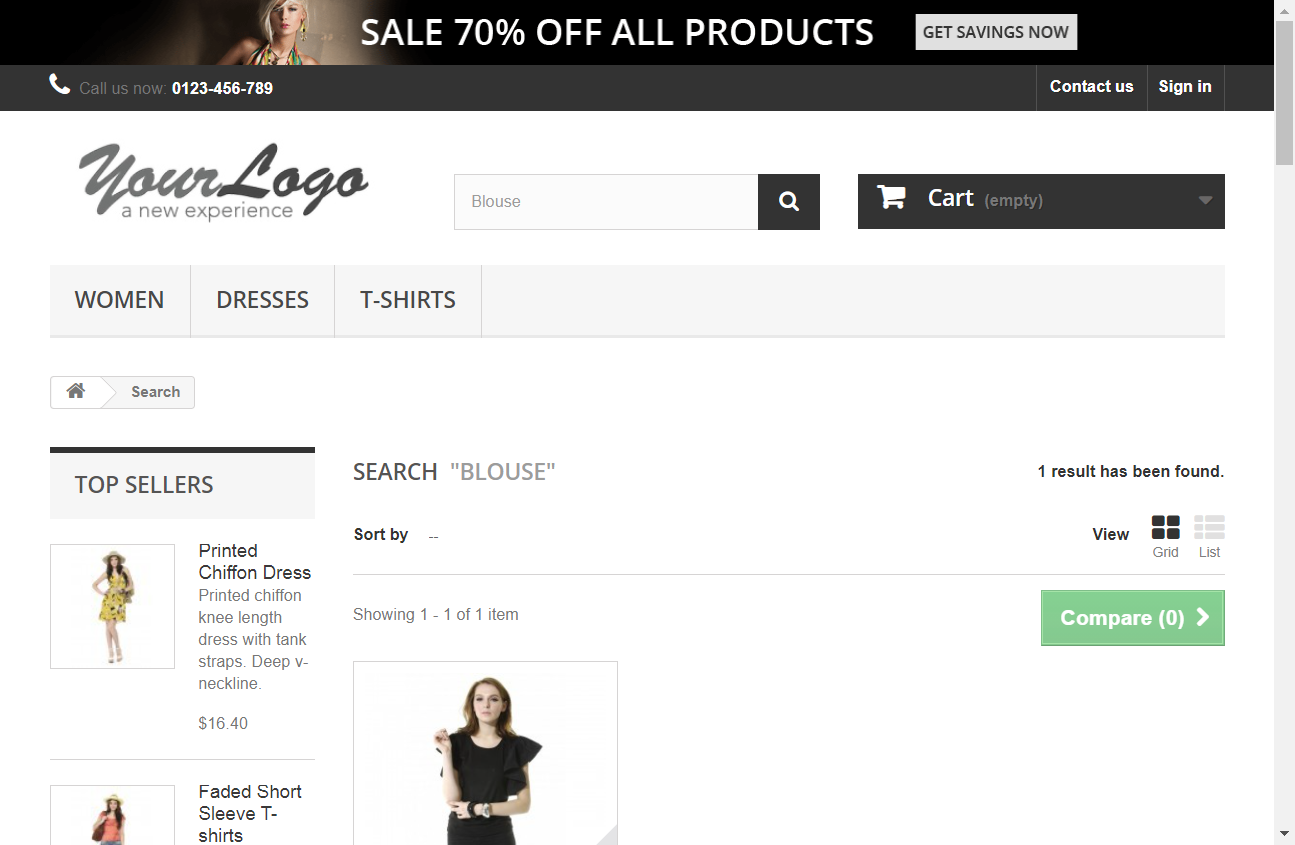 SALE 70% OFF ALL PRODUCTS GET SAVINGS NOW
Call us now: 0123-456-789 Contact us Sign in
Your Logo
a new experience
Blouse
Cart (empty)
WOMEN DRESSES T-SHIRTS
Search
TOP SELLERS
Printed
Chiffon Dress
Printed chiffon
knee length
dress with tank
straps. Deep v-
neckline.
$16.40
Faded Short
Sleeve T-
shirts
SEARCH "BLOUSE"
1 result has been found.
Sort by --
View
Grid List
Showing 1 - 1 of 1 item
Compare (0)